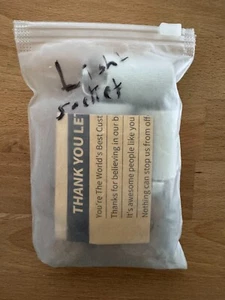 Light
socket
THANK YOU LET
You're The World's Best Cust
Thanks for believing in our b
It's awesome people like you
Nothing can stop us from off